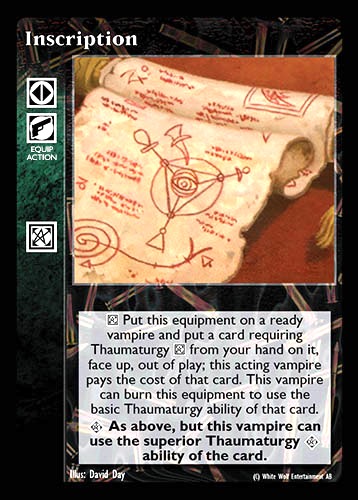 Inscription
EQUIP
ACTION
Put this equipment on a ready
vampire and put a card requiring
Thaumaturgy from your hand on it,
face up, out of play; this acting vampire
pays the cost of that card. This vampire
can burn this equipment to use the
basic Thaumaturgy ability of that card.
As above, but this vampire can
use the superior Thaumaturgy
ability of the card.
Illus: David Day
(C) White Wolf Entertainment AB